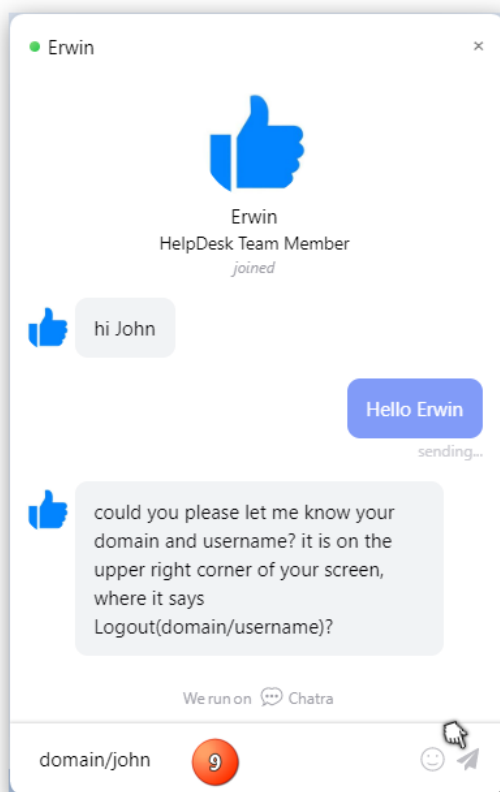 Erwin
Erwin
HelpDesk Team Member
joined
hi John
Hello Erwin
sending...
could you please let me know your
domain and username? it is on the
upper right corner of your screen,
where it says
Logout(domain/username)?
We run on Chatra
domain/john 9